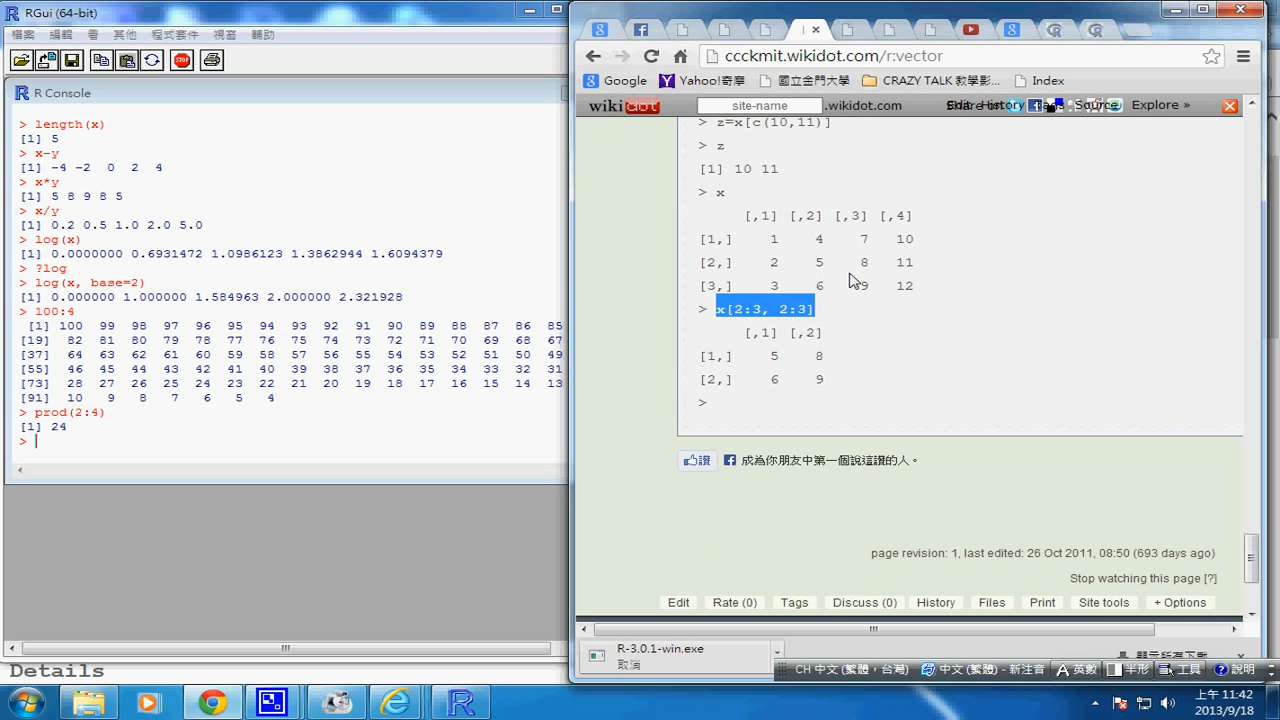 RGui (64-bit)
檔案 編輯 看 其他 程式套件 視窗 輔助
STOP
R Console
> length(x)
[1] 5
> x-y
[1] -4 -2 0 2 4
> x*y
[1] 5 8 9 8 5
> x/y
[1] 0.2 0.5 1.0 2.0 5.0
> log(x)
[1] 0.0000000 0.6931472 1.0986123 1.3862944 1.6094379
> ?log
> log(x, base=2)
[1] 0.000000 1.000000 1.584963 2.000000 2.321928
> 100:4
[1] 100 99 98 97 96 95 94 93 92 91 90 89 88 87 86 85
[19] 82 81 80 79 78 77 76 75 74 73 72 71 70 69 68 67
[37] 64 63 62 61 60 59 58 57 56 55 54 53 52 51 50 49
[55] 46 45 44 43 42 41 40 39 38 37 36 35 34 33 32 31
[73] 28 27 26 25 24 23 22 21 20 19 18 17 16 15 14 13
[91] 10 9 8 7 6 5 4
> prod(2:4)
[1] 24
>
Details
ccckmit.wikidot.com/r:vector
Google Yahoo!奇摩 國立金門大學 CRAZY TALK 教學影... Index
wikidot site-name .wikidot.com Edit History Tags Source Explore »
> z=x[c(10,11)]
> z
[1] 10 11
> x
[,1] [,2] [,3] [,4]
[1,] 1 4 7 10
[2,] 2 5 8 11
[3,] 3 6 9 12
> x[2:3, 2:3]
[,1] [,2]
[1,] 5 8
[2,] 6 9
>
讚 成為你朋友中第一個說這讚的人。
page revision: 1, last edited: 26 Oct 2011, 08:50 (693 days ago)
Stop watching this page [?]
Edit Rate (0) Tags Discuss (0) History Files Print Site tools + Options
R-3.0.1-win.exe
取消
顯示所有下載
CH 中文 (繁體，台灣) 中文 (繁體) - 新注音 英數 半形 工具 說明
上午 11:42
2013/9/18